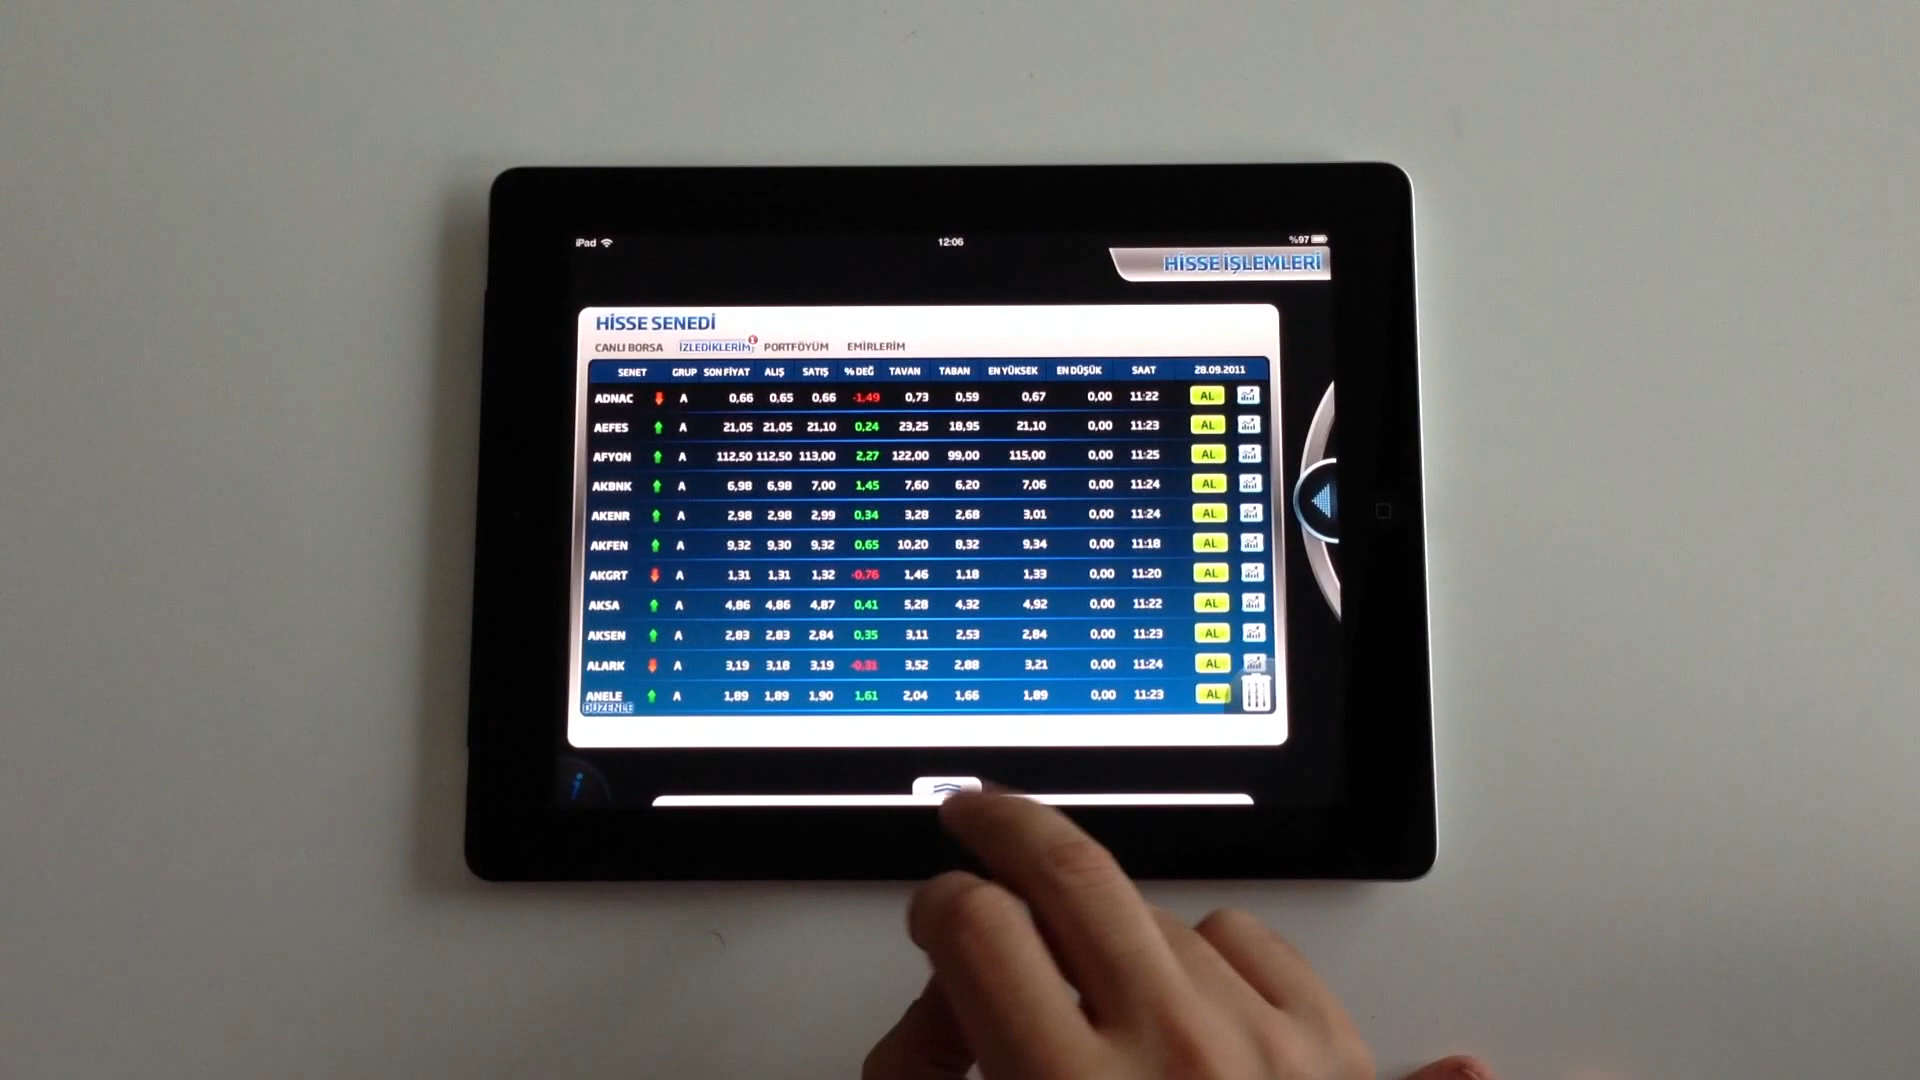 iPad 12:06 %97
HİSSE İŞLEMLERİ
HİSSE SENEDİ
CANLI BORSA İZLEDİKLERİM PORTFÖYÜM EMİRLERİM
SENET GRUP SON FİYAT ALIŞ SATIŞ % DEĞ TAVAN TABAN EN YÜKSEK EN DÜŞÜK SAAT 28.09.2011
ADNAC A 0,66 0,65 0,66 -1,49 0,73 0,59 0,67 0,00 11:22 AL
AEFES A 21,05 21,05 21,10 0,24 23,25 18,95 21,10 0,00 11:23 AL
AFYON A 112,50 112,50 113,00 2,27 122,00 99,00 115,00 0,00 11:25 AL
AKBNK A 6,98 6,98 7,00 1,45 7,60 6,20 7,06 0,00 11:24 AL
AKENR A 2,98 2,98 2,99 0,34 3,28 2,68 3,01 0,00 11:24 AL
AKFEN A 9,32 9,30 9,32 0,65 10,20 8,32 9,34 0,00 11:18 AL
AKGRT A 1,31 1,31 1,32 -0,76 1,46 1,18 1,33 0,00 11:20 AL
AKSA A 4,86 4,86 4,87 0,41 5,28 4,32 4,92 0,00 11:22 AL
AKSEN A 2,83 2,83 2,84 0,35 3,11 2,53 2,84 0,00 11:23 AL
ALARK A 3,19 3,18 3,19 -0,31 3,52 2,88 3,21 0,00 11:24 AL
ANELE A 1,89 1,89 1,90 1,61 2,04 1,66 1,89 0,00 11:23 AL
DÜZENLE
i